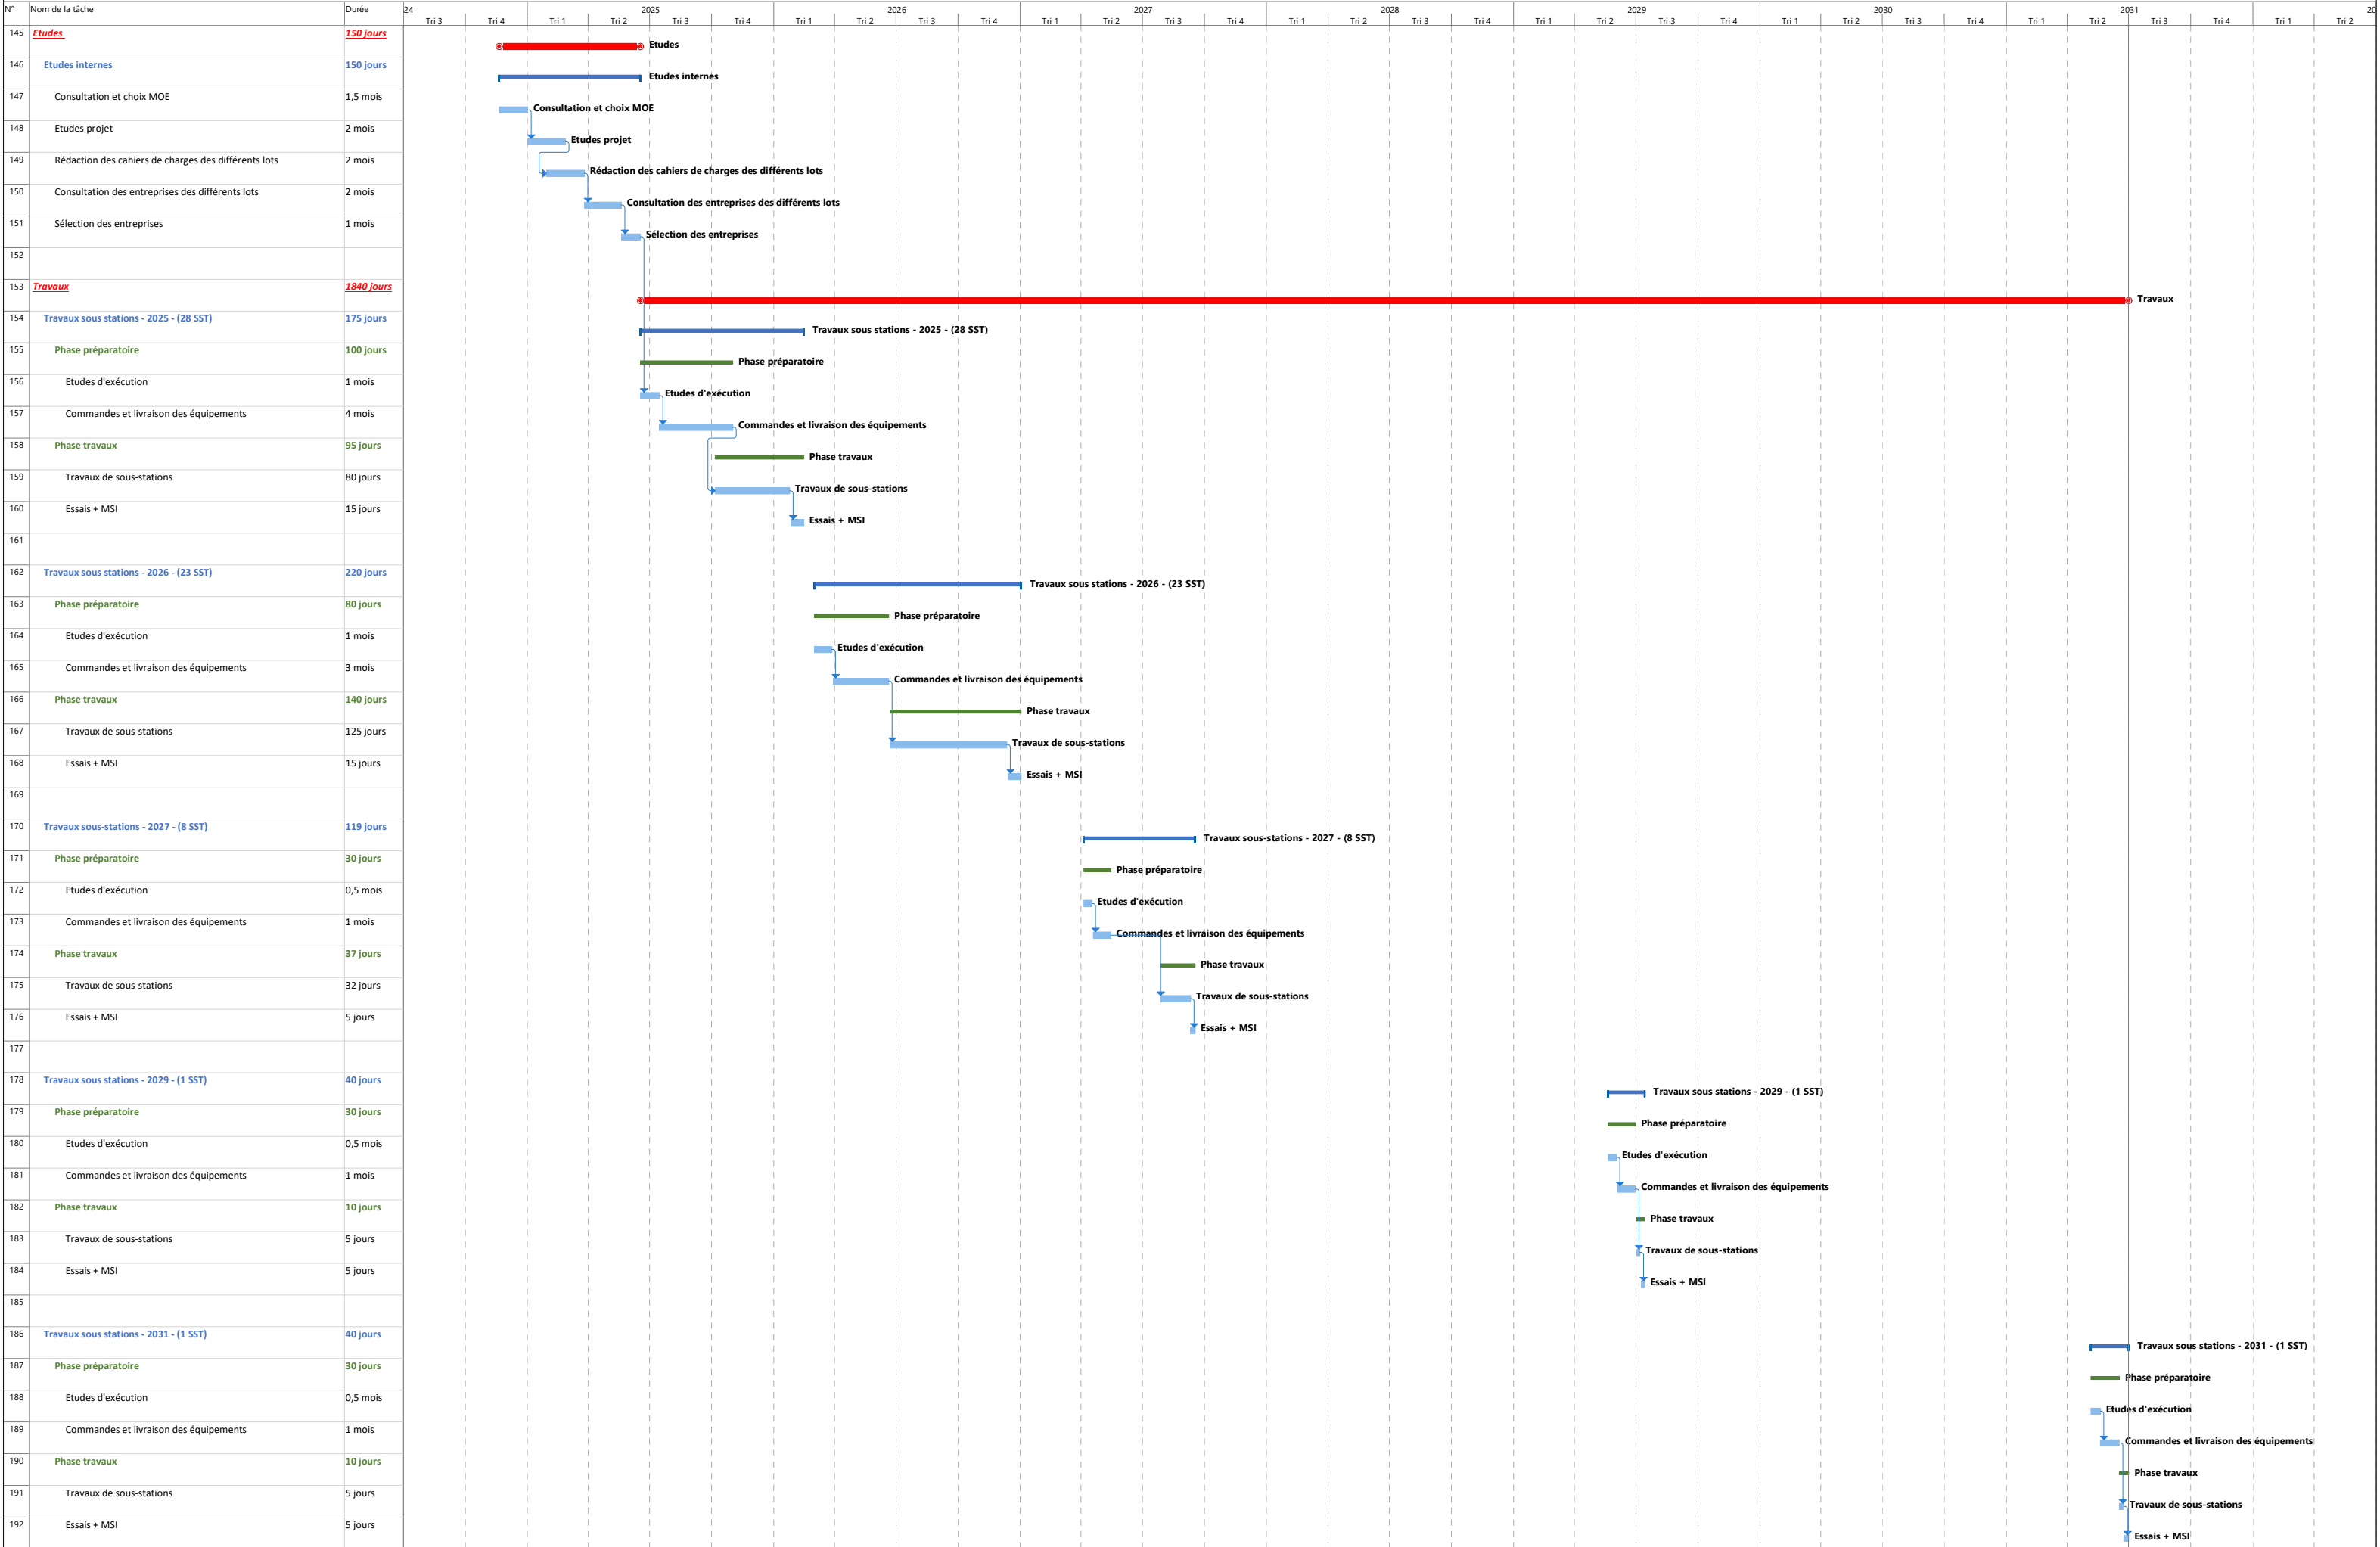 N° Nom de la tâche Durée 24 2025 2026 2027 2028 2029 2030 2031 20
Tri 3 Tri 4 Tri 1 Tri 2 Tri 3 Tri 4 Tri 1 Tri 2 Tri 3 Tri 4 Tri 1 Tri 2 Tri 3 Tri 4 Tri 1 Tri 2 Tri 3 Tri 4 Tri 1 Tri 2 Tri 3 Tri 4 Tri 1 Tri 2 Tri 3 Tri 4 Tri 1 Tri 2 Tri 3 Tri 4 Tri 1 Tri 2
145 Etudes 150 jours
Etudes
146 Etudes internes 150 jours
Etudes internes
147 Consultation et choix MOE 1,5 mois
Consultation et choix MOE
148 Etudes projet 2 mois
Etudes projet
149 Rédaction des cahiers de charges des différents lots 2 mois
Rédaction des cahiers de charges des différents lots
150 Consultation des entreprises des différents lots 2 mois
Consultation des entreprises des différents lots
151 Sélection des entreprises 1 mois
Sélection des entreprises
152
153 Travaux 1840 jours
Travaux
154 Travaux sous stations - 2025 - (28 SST) 175 jours
Travaux sous stations - 2025 - (28 SST)
155 Phase préparatoire 100 jours
Phase préparatoire
156 Etudes d'exécution 1 mois
Etudes d'exécution
157 Commandes et livraison des équipements 4 mois
Commandes et livraison des équipements
158 Phase travaux 95 jours
Phase travaux
159 Travaux de sous-stations 80 jours
Travaux de sous-stations
160 Essais + MSI 15 jours
Essais + MSI
161
162 Travaux sous stations - 2026 - (23 SST) 220 jours
Travaux sous stations - 2026 - (23 SST)
163 Phase préparatoire 80 jours
Phase préparatoire
164 Etudes d'exécution 1 mois
Etudes d'exécution
165 Commandes et livraison des équipements 3 mois
Commandes et livraison des équipements
166 Phase travaux 140 jours
Phase travaux
167 Travaux de sous-stations 125 jours
Travaux de sous-stations
168 Essais + MSI 15 jours
Essais + MSI
169
170 Travaux sous-stations - 2027 - (8 SST) 119 jours
Travaux sous-stations - 2027 - (8 SST)
171 Phase préparatoire 30 jours
Phase préparatoire
172 Etudes d'exécution 0,5 mois
Etudes d'exécution
173 Commandes et livraison des équipements 1 mois
Commandes et livraison des équipements
174 Phase travaux 37 jours
Phase travaux
175 Travaux de sous-stations 32 jours
Travaux de sous-stations
176 Essais + MSI 5 jours
Essais + MSI
177
178 Travaux sous stations - 2029 - (1 SST) 40 jours
Travaux sous stations - 2029 - (1 SST)
179 Phase préparatoire 30 jours
Phase préparatoire
180 Etudes d'exécution 0,5 mois
Etudes d'exécution
181 Commandes et livraison des équipements 1 mois
Commandes et livraison des équipements
182 Phase travaux 10 jours
Phase travaux
183 Travaux de sous-stations 5 jours
Travaux de sous-stations
184 Essais + MSI 5 jours
Essais + MSI
185
186 Travaux sous stations - 2031 - (1 SST) 40 jours
Travaux sous stations - 2031 - (1 SST)
187 Phase préparatoire 30 jours
Phase préparatoire
188 Etudes d'exécution 0,5 mois
Etudes d'exécution
189 Commandes et livraison des équipements 1 mois
Commandes et livraison des équipements
190 Phase travaux 10 jours
Phase travaux
191 Travaux de sous-stations 5 jours
Travaux de sous-stations
192 Essais + MSI 5 jours
Essais + MSI